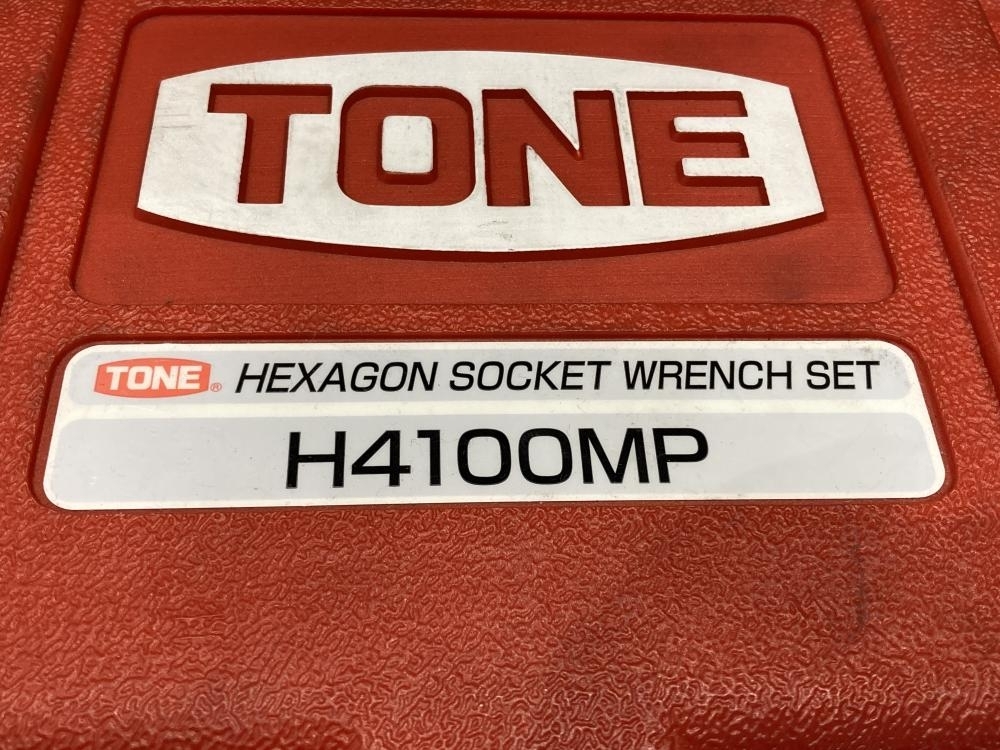 TONE
TONE® HEXAGON SOCKET WRENCH SET
H4100MP